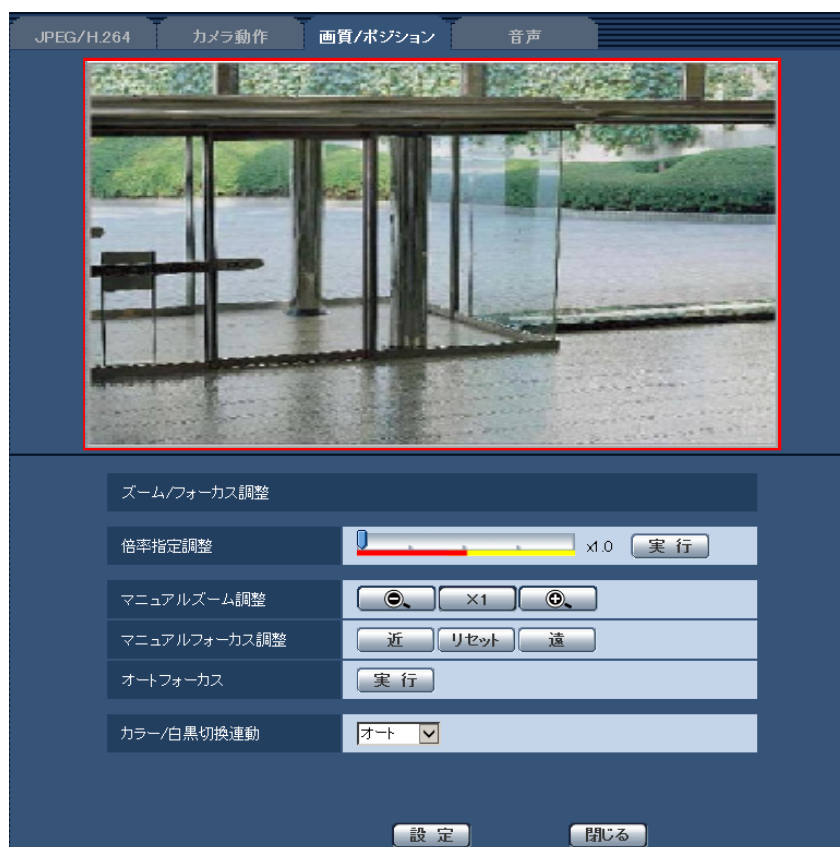 JPEG/H.264 カメラ動作 画質/ポジション 音声
ズーム/フォーカス調整
倍率指定調整 x1.0 実行
マニュアルズーム調整 ×1
マニュアルフォーカス調整 近 リセット 遠
オートフォーカス 実行
カラー/白黒切換連動 オート
設定 閉じる